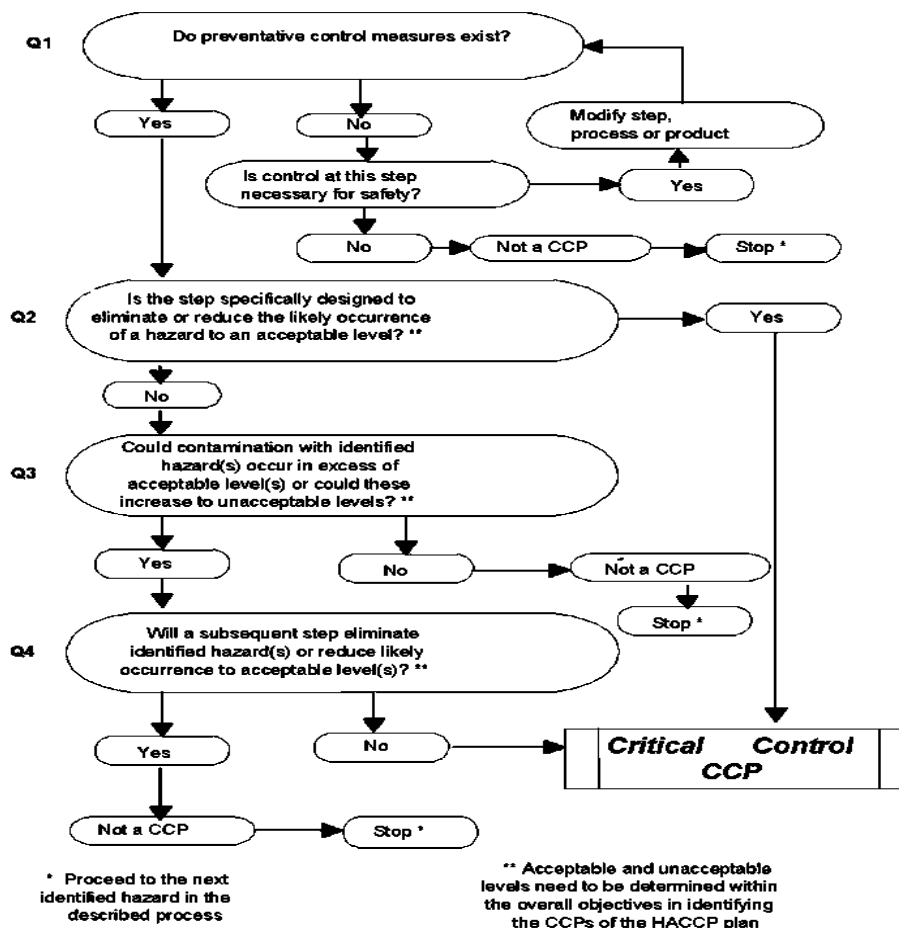 Q1
Do preventative control measures exist?
Yes
No
Modify step,
process or product
Is control at this step
necessary for safety?
Yes
No
Not a CCP
Stop *
Q2
Is the step specifically designed to
eliminate or reduce the likely occurrence
of a hazard to an acceptable level? **
Yes
No
Q3
Could contamination with identified
hazard(s) occur in excess of
acceptable level(s) or could these
increase to unacceptable levels? **
Yes
No
Not a CCP
Stop *
Q4
Will a subsequent step eliminate
identified hazard(s) or reduce likely
occurrence to acceptable level(s)? **
Yes
No
Critical Control
CCP
Not a CCP
Stop *
* Proceed to the next
identified hazard in the
described process
** Acceptable and unacceptable
levels need to be determined within
the overall objectives in identifying
the CCPs of the HACCP plan